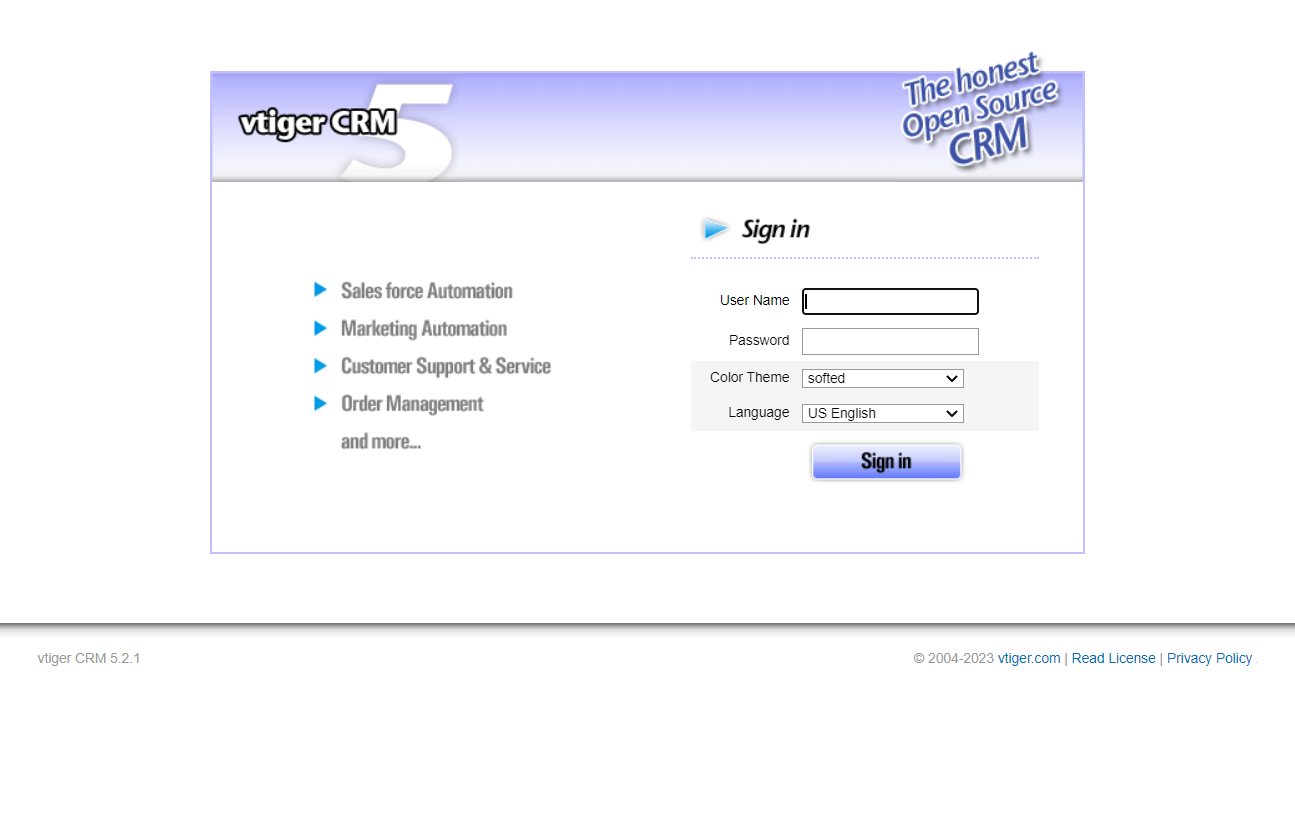 vtiger CRM 5
The honest
Open Source
CRM
Sign in
Sales force Automation
Marketing Automation
Customer Support & Service
Order Management
and more...
User Name
Password
Color Theme softed
Language US English
Sign in
vtiger CRM 5.2.1
© 2004-2023 vtiger.com | Read License | Privacy Policy